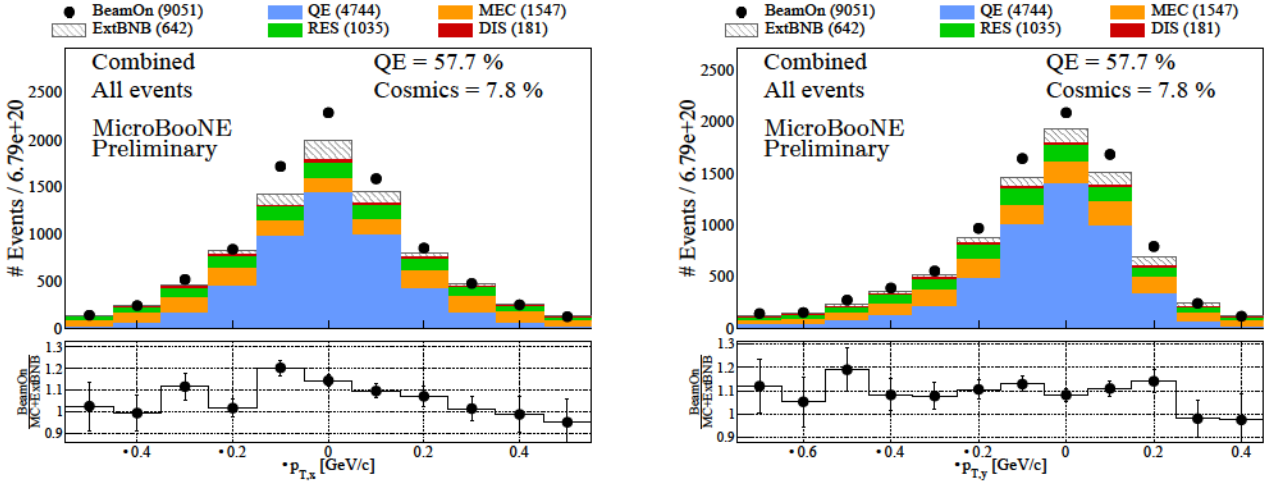 BeamOn (9051) QE (4744) MEC (1547)
ExtBNB (642) RES (1035) DIS (181)
Combined QE = 57.7 %
All events Cosmics = 7.8 %
MicroBooNE
Preliminary
# Events / 6.79e+20
2500
2000
1500
1000
500
0
BeamOn
MC+ExtBNB
1.3
1.2
1.1
1
0.9
•0.4 •0.2 0 0.2 0.4
•p_{T,x} [GeV/c]
BeamOn (9051) QE (4744) MEC (1547)
ExtBNB (642) RES (1035) DIS (181)
Combined QE = 57.7 %
All events Cosmics = 7.8 %
MicroBooNE
Preliminary
# Events / 6.79e+20
2500
2000
1500
1000
500
0
BeamOn
MC+ExtBNB
1.3
1.2
1.1
1
0.9
•0.6 •0.4 •0.2 0 0.2 0.4
•p_{T,y} [GeV/c]